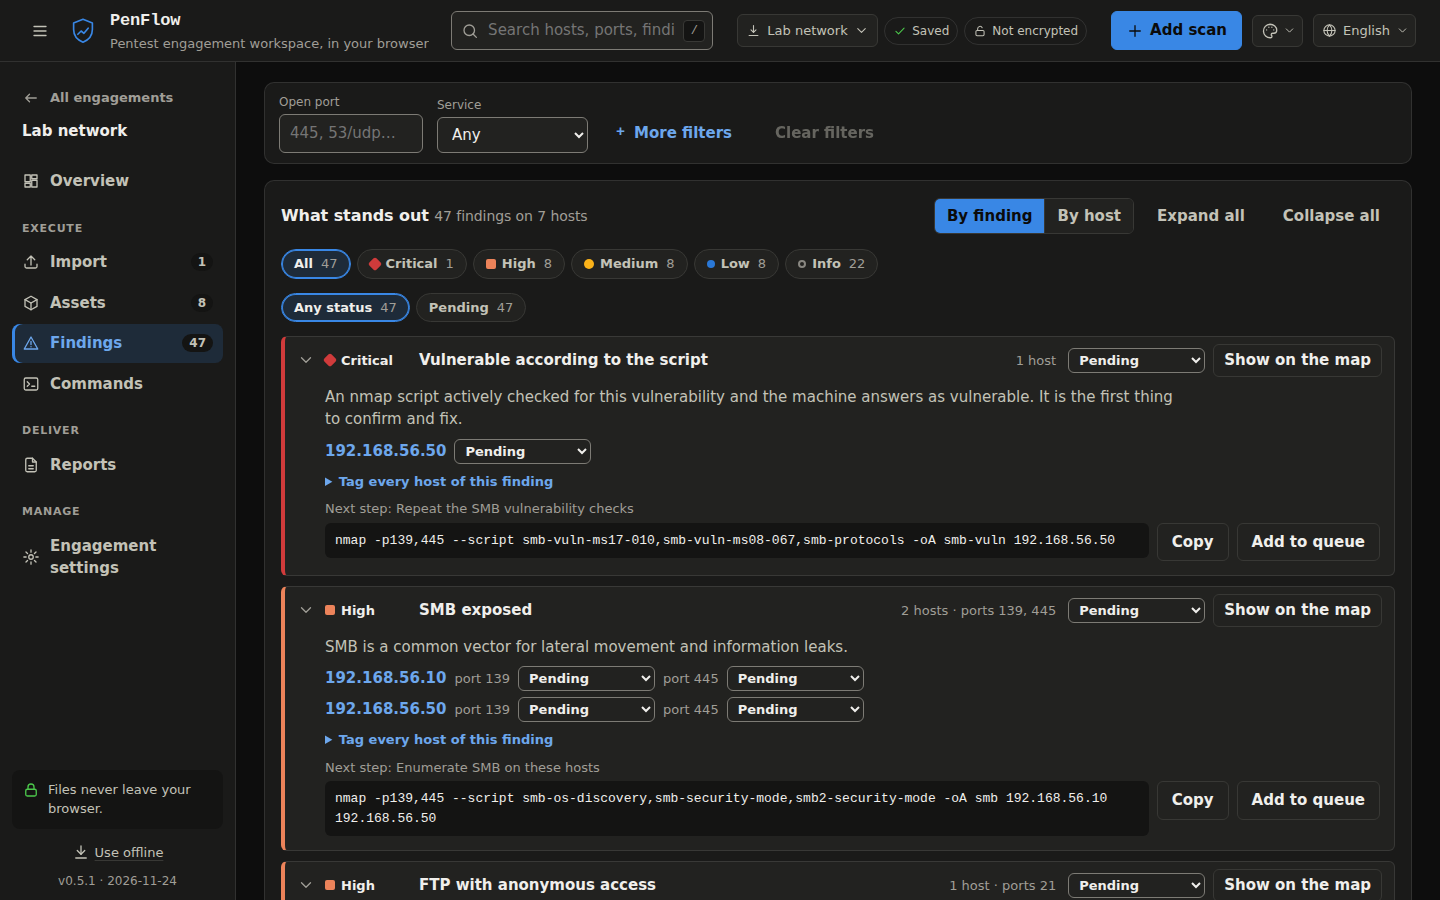 PenFlow
Pentest engagement workspace, in your browser
Search hosts, ports, findi
/
Lab network
Saved
Not encrypted
Add scan
English
All engagements
Lab network
Overview
EXECUTE
Import 1
Assets 8
Findings 47
Commands
DELIVER
Reports
MANAGE
Engagement
settings
Files never leave your
browser.
Use offline
v0.5.1 · 2026-11-24
Open port
445, 53/udp...
Service
Any
+ More filters
Clear filters
What stands out 47 findings on 7 hosts
By finding
By host
Expand all
Collapse all
All 47
Critical 1
High 8
Medium 8
Low 8
Info 22
Any status 47
Pending 47
Critical
Vulnerable according to the script
1 host
Pending
Show on the map
An nmap script actively checked for this vulnerability and the machine answers as vulnerable. It is the first thing
to confirm and fix.
192.168.56.50 Pending
Tag every host of this finding
Next step: Repeat the SMB vulnerability checks
nmap -p139,445 --script smb-vuln-ms17-010,smb-vuln-ms08-067,smb-protocols -oA smb-vuln 192.168.56.50
Copy
Add to queue
High
SMB exposed
2 hosts · ports 139, 445
Pending
Show on the map
SMB is a common vector for lateral movement and information leaks.
192.168.56.10 port 139 Pending port 445 Pending
192.168.56.50 port 139 Pending port 445 Pending
Tag every host of this finding
Next step: Enumerate SMB on these hosts
nmap -p139,445 --script smb-os-discovery,smb-security-mode,smb2-security-mode -oA smb 192.168.56.10
192.168.56.50
Copy
Add to queue
High
FTP with anonymous access
1 host · ports 21
Pending
Show on the map